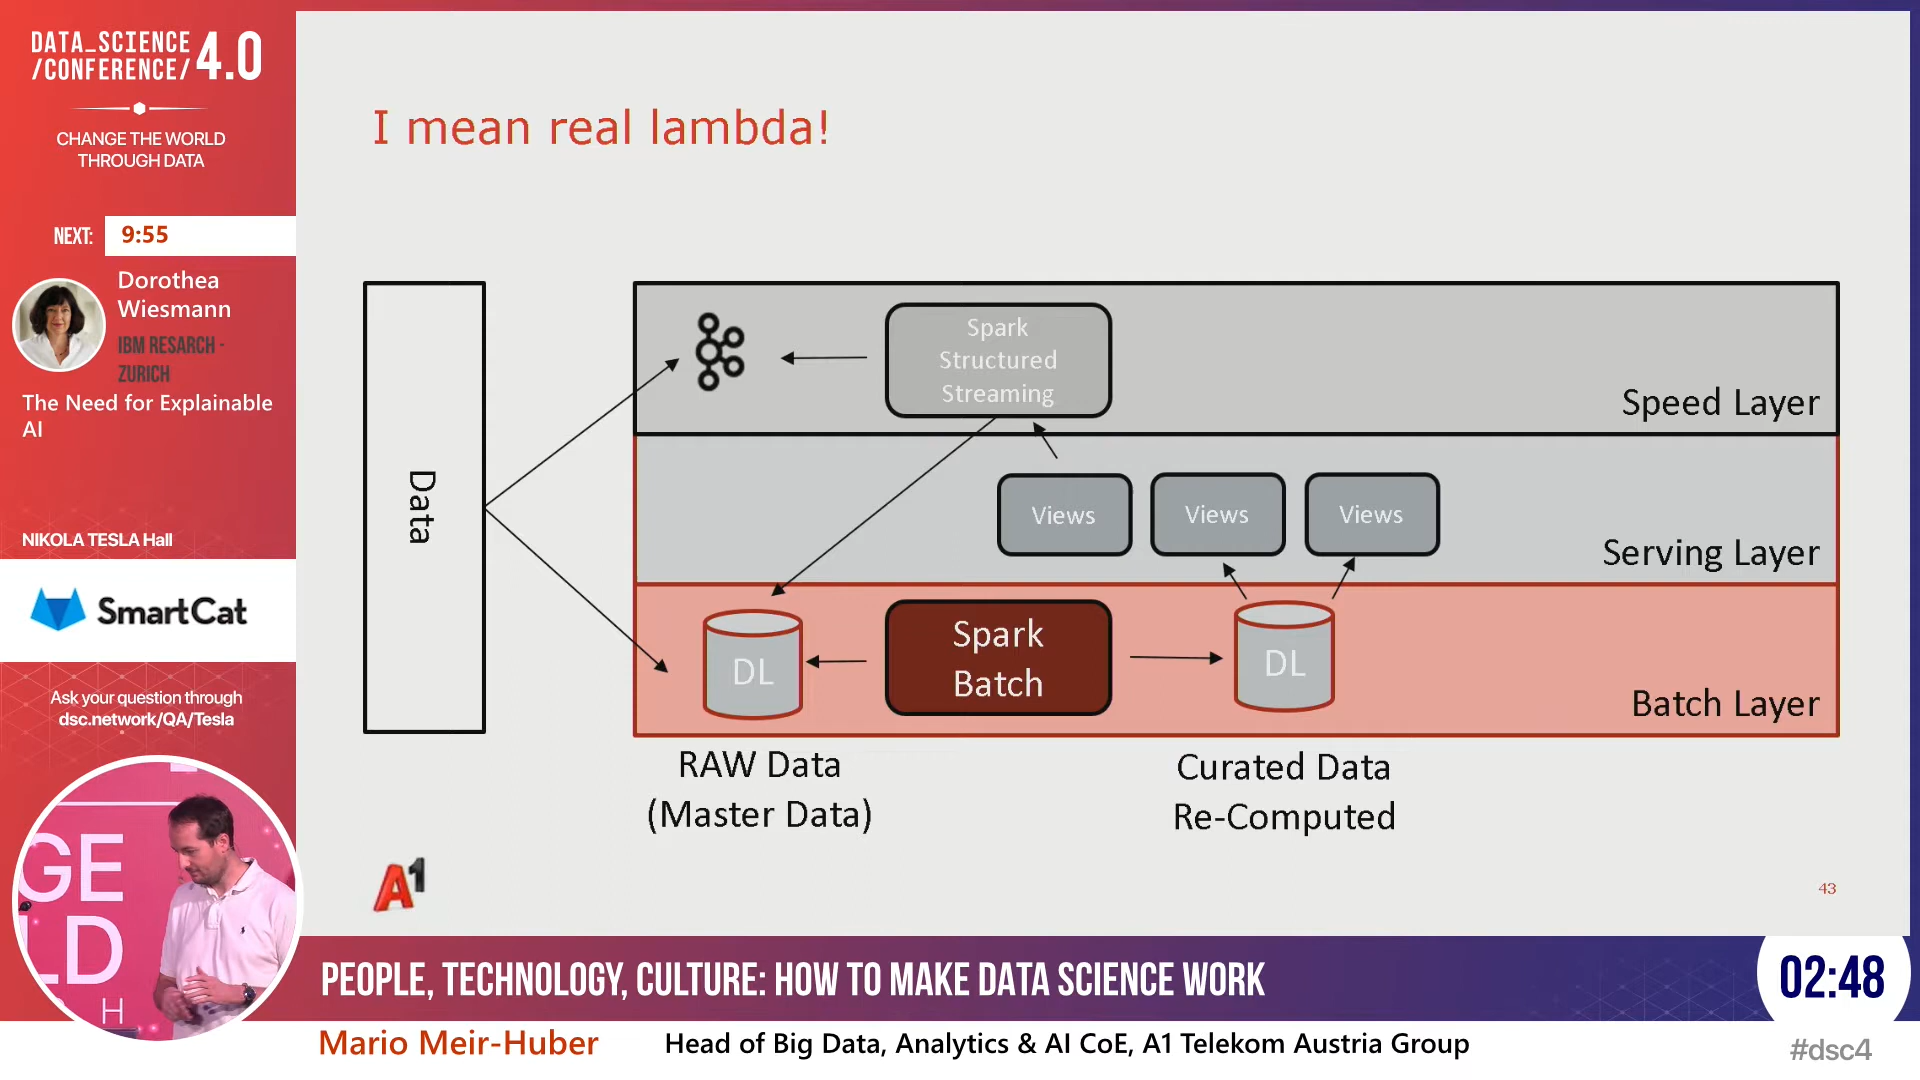 DATA_SCIENCE
/CONFERENCE/
4.0
CHANGE THE WORLD
THROUGH DATA
NEXT:
9:55
Dorothea
Wiesmann
IBM RESARCH -
ZURICH
The Need for Explainable
AI
NIKOLA TESLA Hall
SmartCat
Ask your question through
dsc.network/QA/Tesla
GE
LD
H
I mean real lambda!
Data
Spark
Structured
Streaming
Speed Layer
Views
Views
Views
Serving Layer
DL
Spark
Batch
DL
Batch Layer
RAW Data
(Master Data)
Curated Data
Re-Computed
A1
43
PEOPLE, TECHNOLOGY, CULTURE: HOW TO MAKE DATA SCIENCE WORK
02:48
Mario Meir-Huber
Head of Big Data, Analytics & AI CoE, A1 Telekom Austria Group
#dsc4